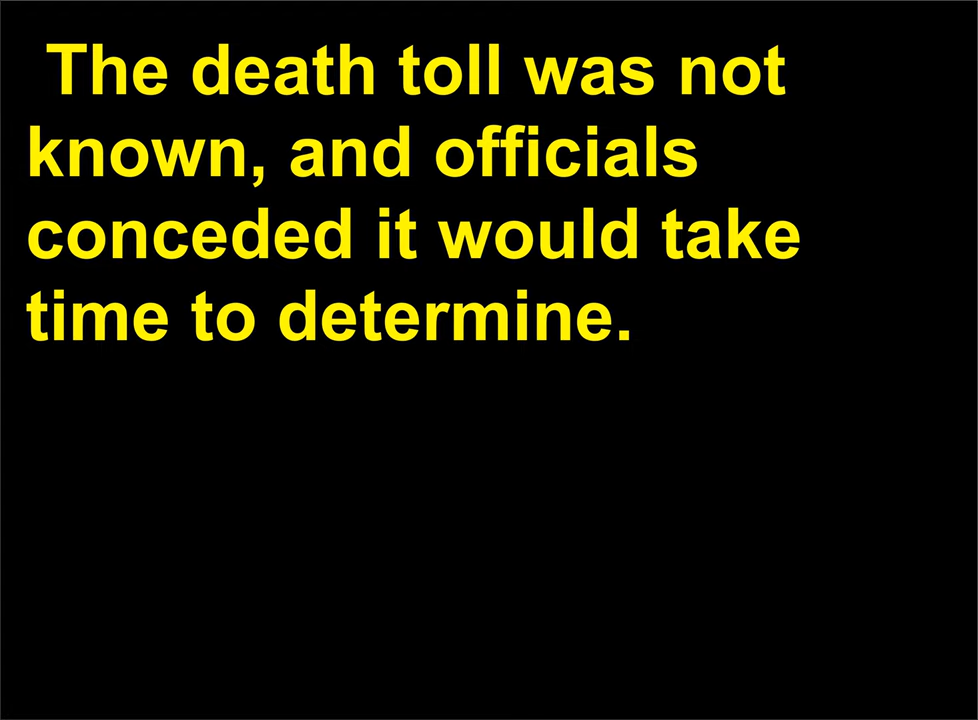 The death toll was not
known, and officials
conceded it would take
time to determine.